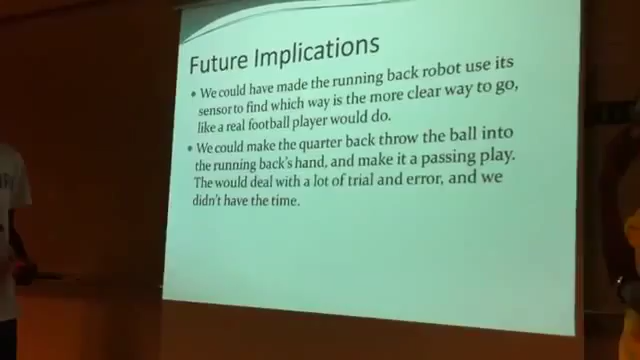 Future Implications
• We could have made the running back robot use its
sensor to find which way is the more clear way to go,
like a real football player would do.
• We could make the quarter back throw the ball into
the running back's hand, and make it a passing play.
The would deal with a lot of trial and error, and we
didn't have the time.